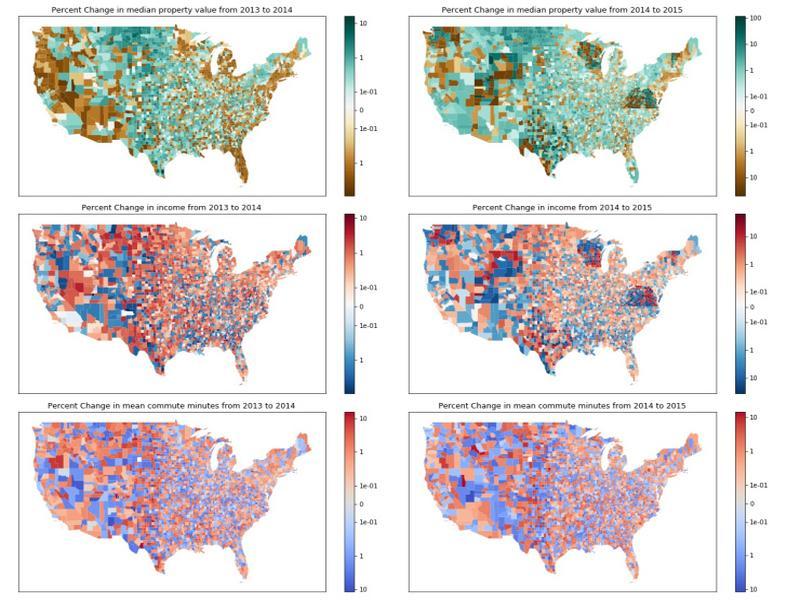 Percent Change in median property value from 2013 to 2014
10
1
1e-01
0
1e-01
1
Percent Change in median property value from 2014 to 2015
100
10
1
1e-01
0
1e-01
1
10
Percent Change in income from 2013 to 2014
10
1
1e-01
0
1e-01
1
Percent Change in income from 2014 to 2015
10
1
1e-01
0
1e-01
1
10
Percent Change in mean commute minutes from 2013 to 2014
10
1
1e-01
0
1e-01
1
10
Percent Change in mean commute minutes from 2014 to 2015
10
1
1e-01
0
1e-01
1
10